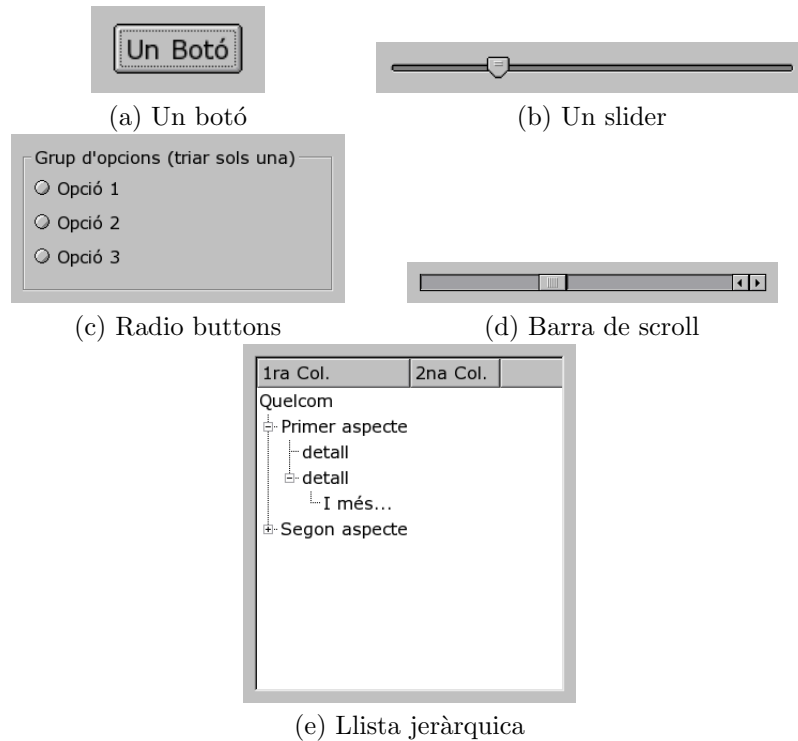 Un Botó
(a) Un botó
(b) Un slider
Grup d'opcions (triar sols una)
Opció 1
Opció 2
Opció 3
(c) Radio buttons
(d) Barra de scroll
1ra Col. 2na Col.
Quelcom
Primer aspecte
detall
detall
I més...
Segon aspecte
(e) Llista jeràrquica